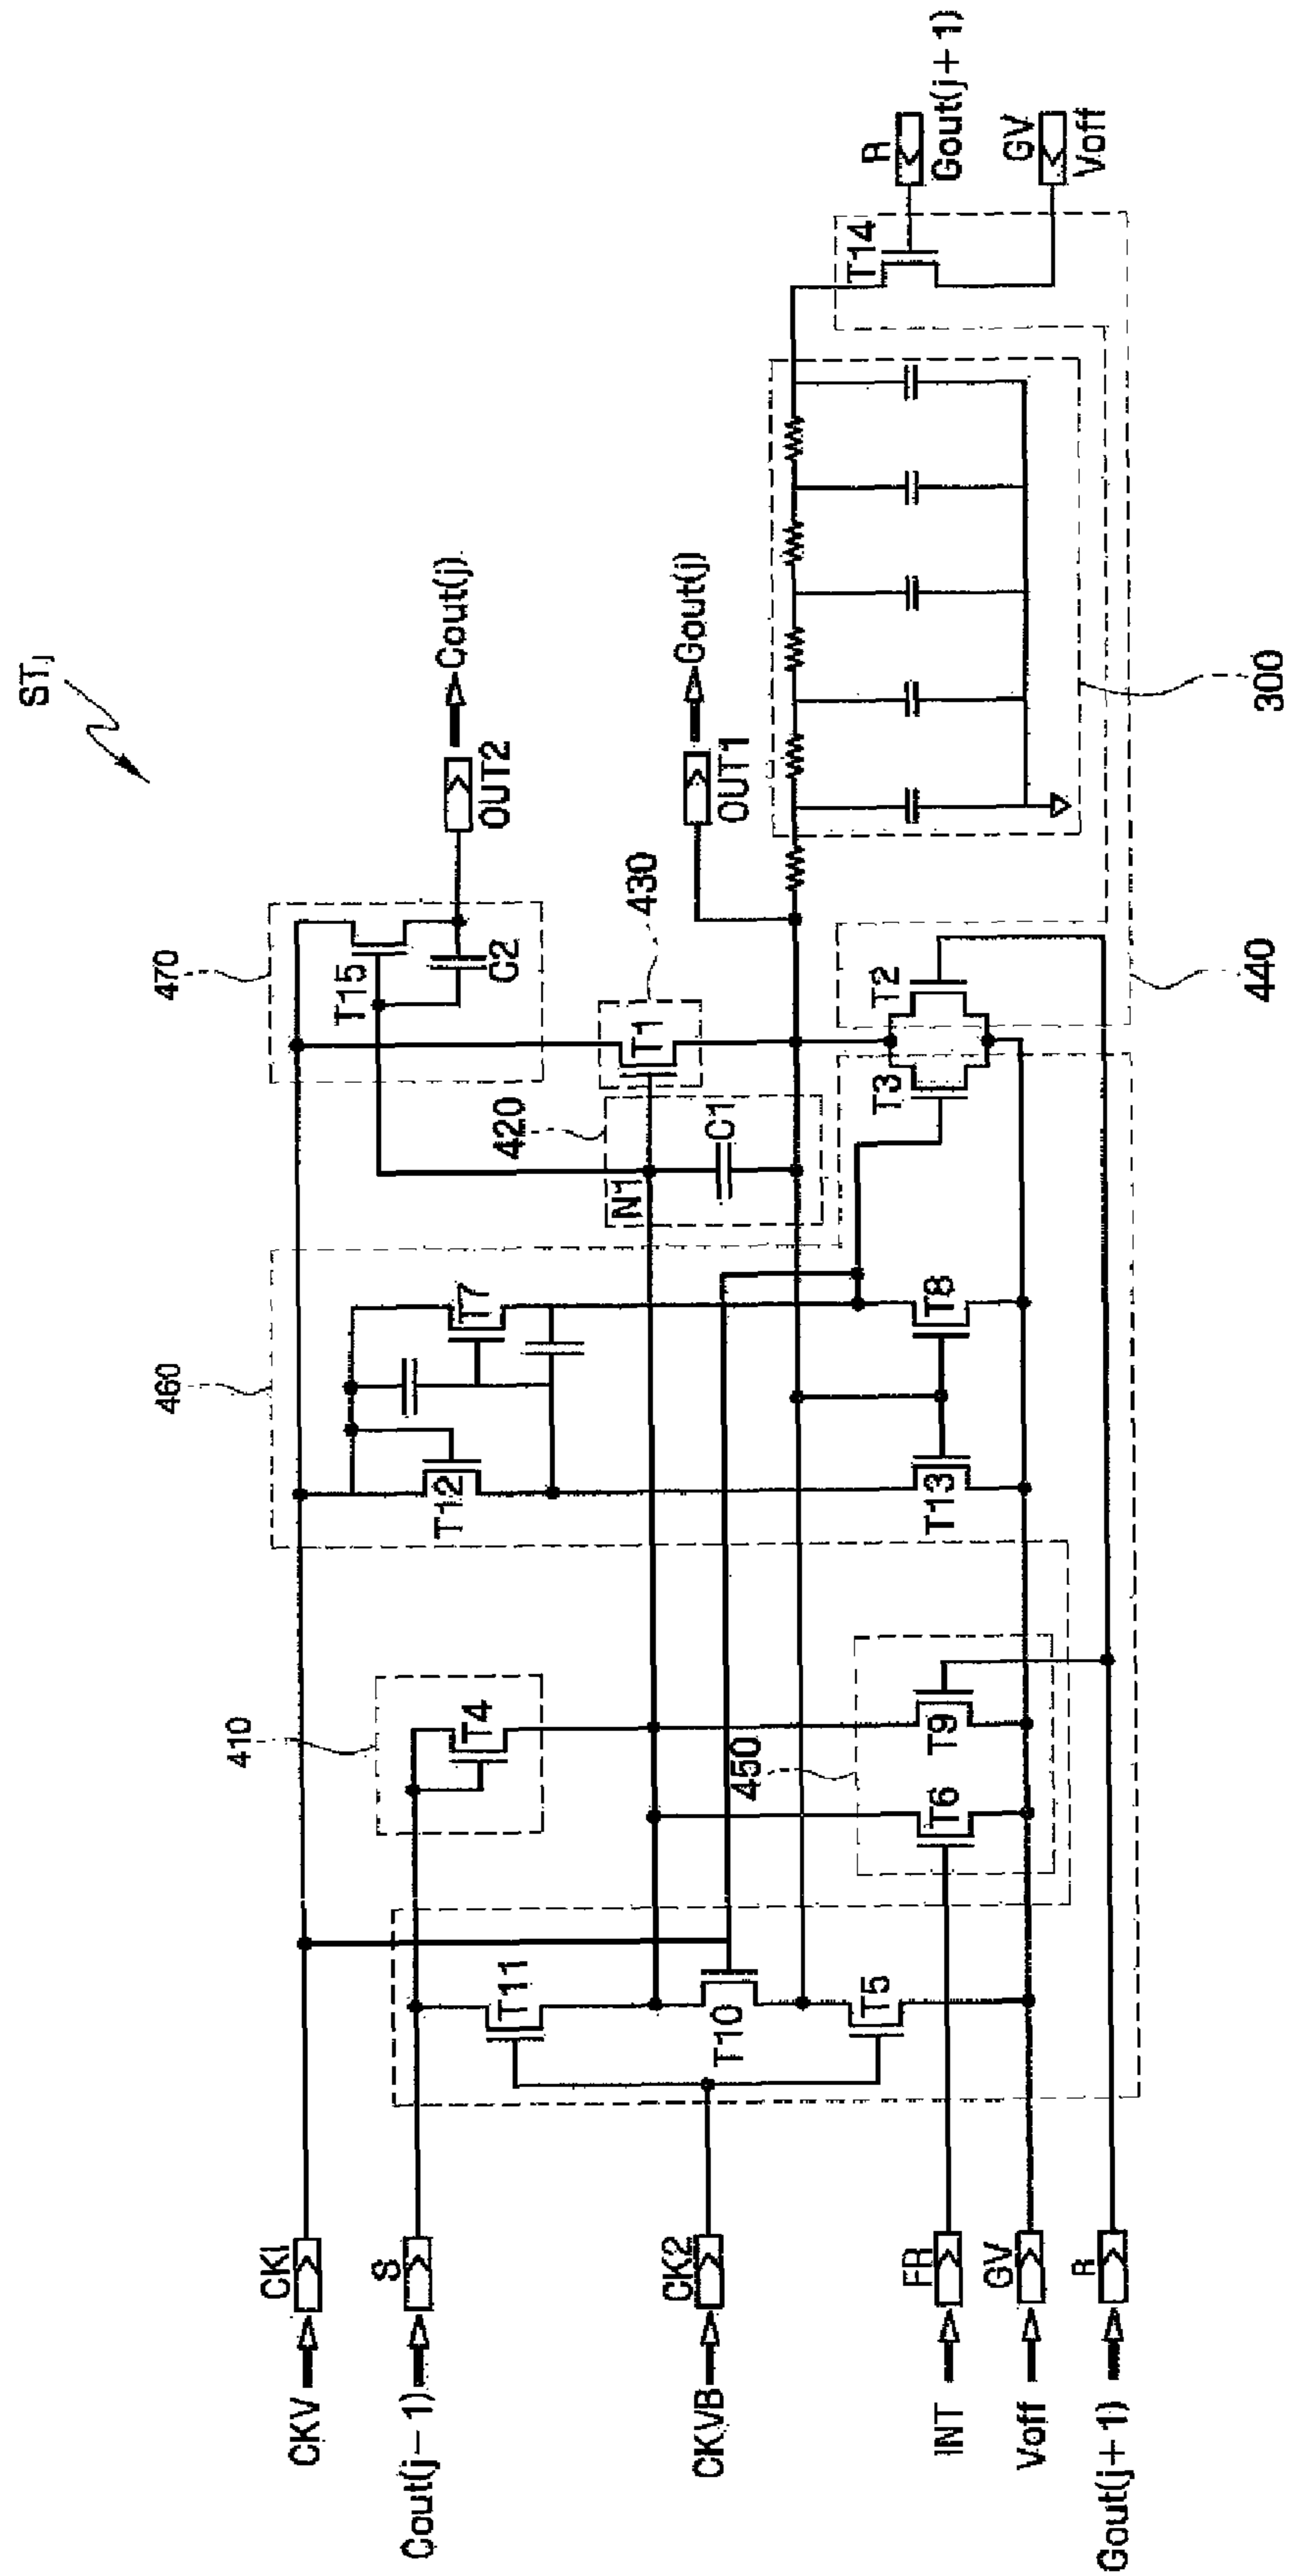 STj
470
OUT2
Cout(j)
T15
C2
430
T1
420
N1
C1
OUT1
Gout(j)
460
T7
T12
T8
T13
T3
T2
440
300
T14
R
Gout(j+1)
GV
Voff
410
T4
450
T9
T6
T11
T10
T5
CKV
CK1
Cout(j-1)
S
CKVB
CK2
INT
FR
Voff
GV
Gout(j+1)
R